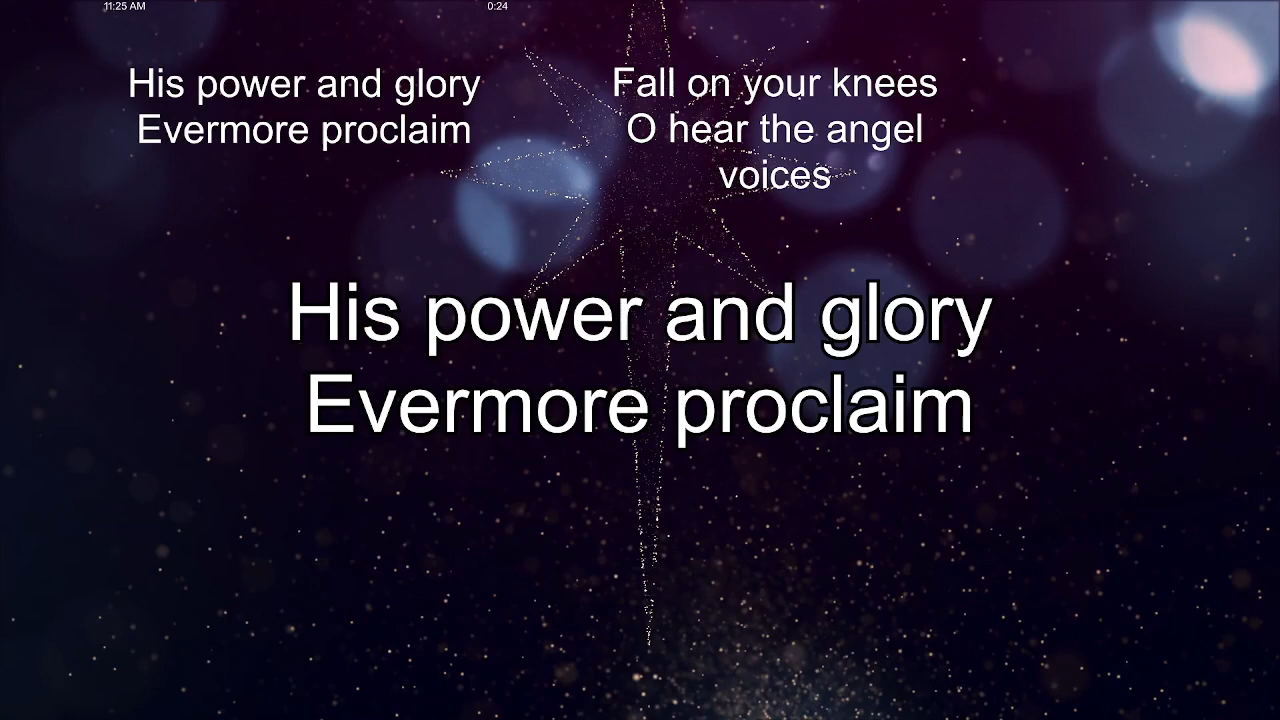 11:25 AM
0:24
His power and glory
Evermore proclaim
Fall on your knees
O hear the angel
voices
His power and glory
Evermore proclaim